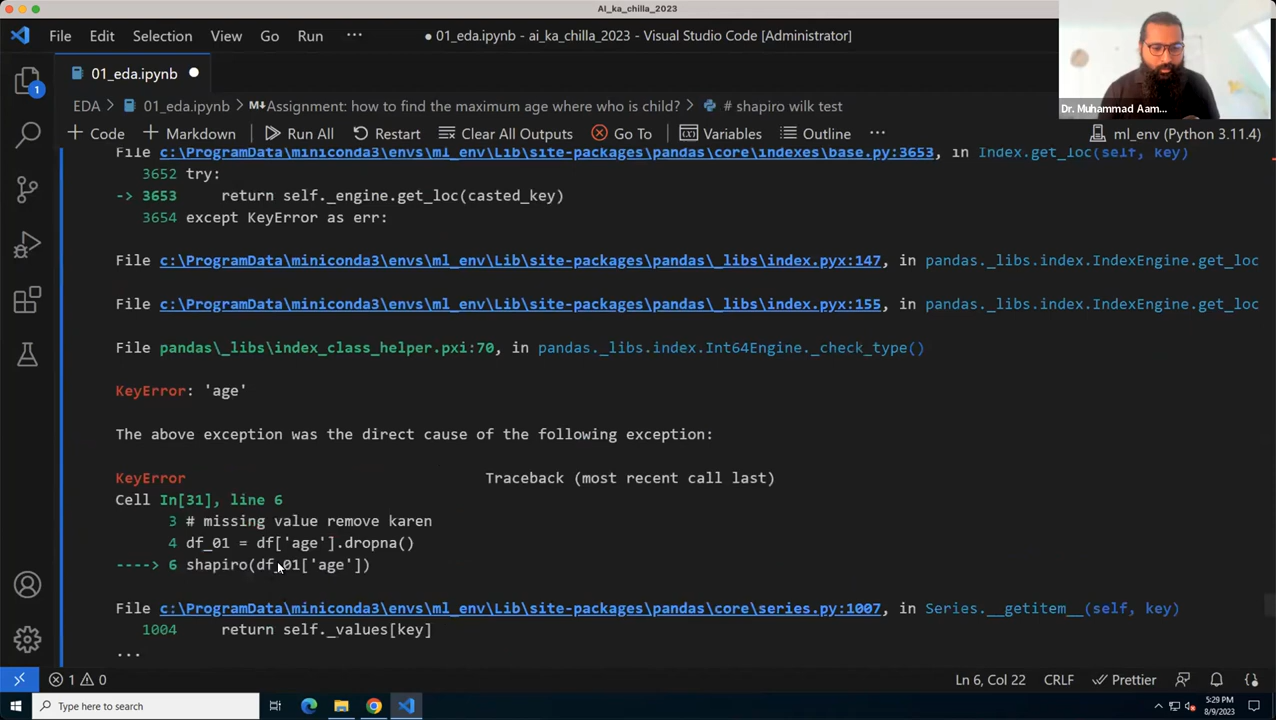 AI_ka_chilla_2023
File Edit Selection View Go Run ···
● 01_eda.ipynb - ai_ka_chilla_2023 - Visual Studio Code [Administrator]
01_eda.ipynb
1
EDA > 01_eda.ipynb > Assignment: how to find the maximum age where who is child? > # shapiro wilk test
Dr. Muhammad Aam...
+ Code + Markdown Run All Restart Clear All Outputs Go To Variables Outline ··· ml_env (Python 3.11.4)
File c:\ProgramData\miniconda3\envs\ml_env\Lib\site-packages\pandas\core\indexes\base.py:3653, in Index.get_loc(self, key)
3652 try:
-> 3653 return self._engine.get_loc(casted_key)
3654 except KeyError as err:
File c:\ProgramData\miniconda3\envs\ml_env\Lib\site-packages\pandas\_libs\index.pyx:147, in pandas._libs.index.IndexEngine.get_loc
File c:\ProgramData\miniconda3\envs\ml_env\Lib\site-packages\pandas\_libs\index.pyx:155, in pandas._libs.index.IndexEngine.get_loc
File pandas\_libs\index_class_helper.pxi:70, in pandas._libs.index.Int64Engine._check_type()
KeyError: 'age'
The above exception was the direct cause of the following exception:
KeyError Traceback (most recent call last)
Cell In[31], line 6
3 # missing value remove karen
4 df_01 = df['age'].dropna()
----> 6 shapiro(df_01['age'])
File c:\ProgramData\miniconda3\envs\ml_env\Lib\site-packages\pandas\core\series.py:1007, in Series.__getitem__(self, key)
1004 return self._values[key]
...
1 0 Ln 6, Col 22 CRLF Prettier
Type here to search
5:29 PM
8/9/2023